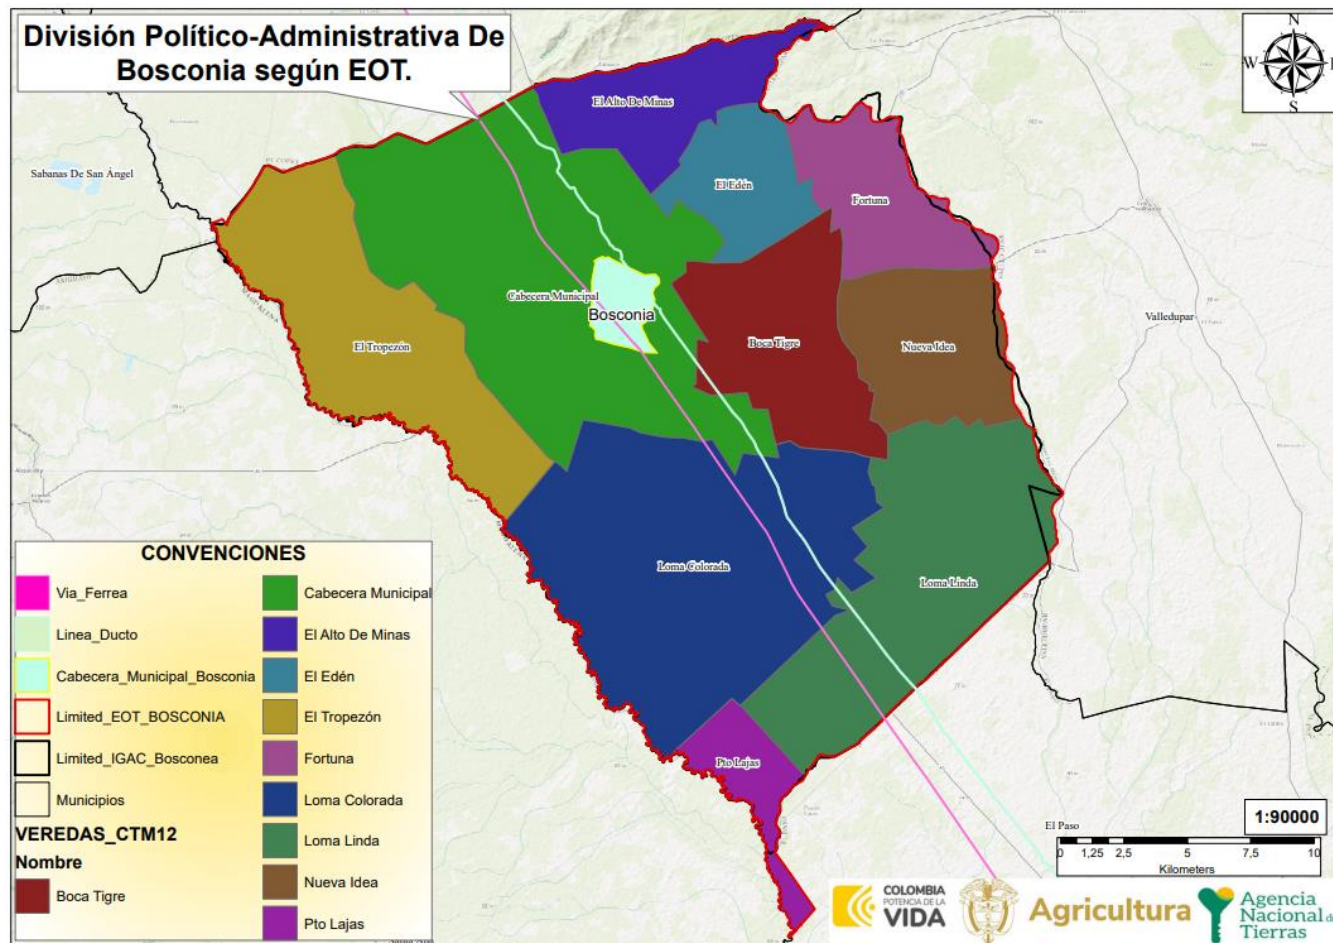 División Político-Administrativa De
Bosconia según EOT.
N
W
E
S
El Alto De Minas
Sabanas De San Ángel
El Edén
Fortuna
Cabecera Municipal
Bosconia
Valledupar
El Tropezón
Boca Tigre
Nueva Idea
MAGDALENA
Loma Colorada
Loma Linda
Pto Lajas
El Paso
CONVENCIONES
Via_Ferrea
Linea_Ducto
Cabecera_Municipal_Bosconia
Limited_EOT_BOSCONIA
Limited_IGAC_Bosconea
Municipios
VEREDAS_CTM12
Nombre
Boca Tigre
Cabecera Municipal
El Alto De Minas
El Edén
El Tropezón
Fortuna
Loma Colorada
Loma Linda
Nueva Idea
Pto Lajas
1:90000
0 1,25 2,5 5 7,5 10
Kilometers
COLOMBIA
POTENCIA DE LA
VIDA
Agricultura
Agencia
Nacional de
Tierras